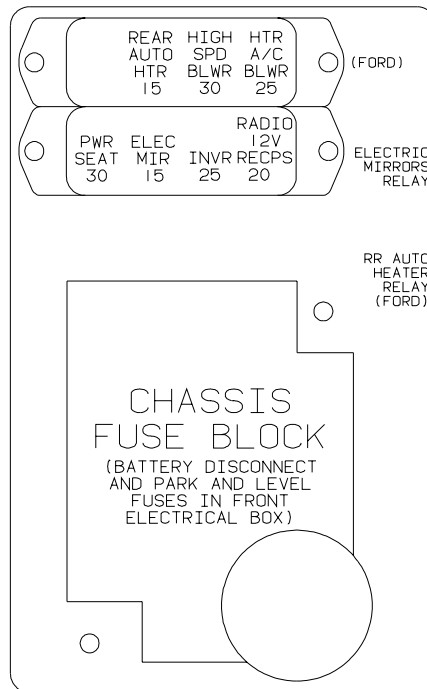 REAR HIGH HTR
AUTO SPD A/C
HTR BLWR BLWR
15 30 25
(FORD)
RADIO
PWR ELEC 12V
SEAT MIR INVR RECPS
30 15 25 20
ELECTRIC
MIRRORS
RELAY
RR AUTO
HEATER
RELAY
(FORD)
CHASSIS
FUSE BLOCK
(BATTERY DISCONNECT
AND PARK AND LEVEL
FUSES IN FRONT
ELECTRICAL BOX)